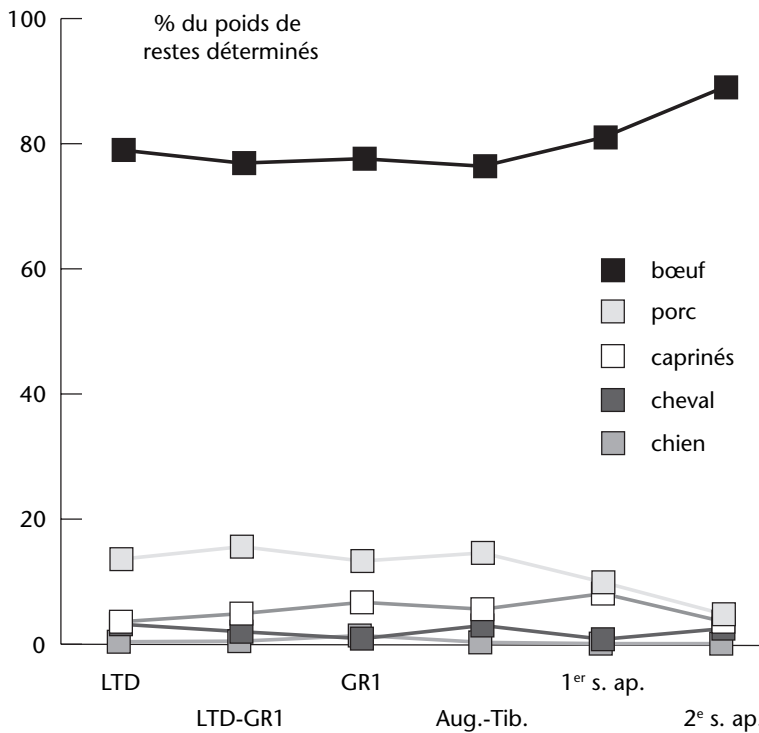 % du poids de
restes déterminés
100
80
60
40
20
0
bœuf
porc
caprinés
cheval
chien
LTD
LTD-GR1
GR1
Aug.-Tib.
1er s. ap.
2e s. ap.